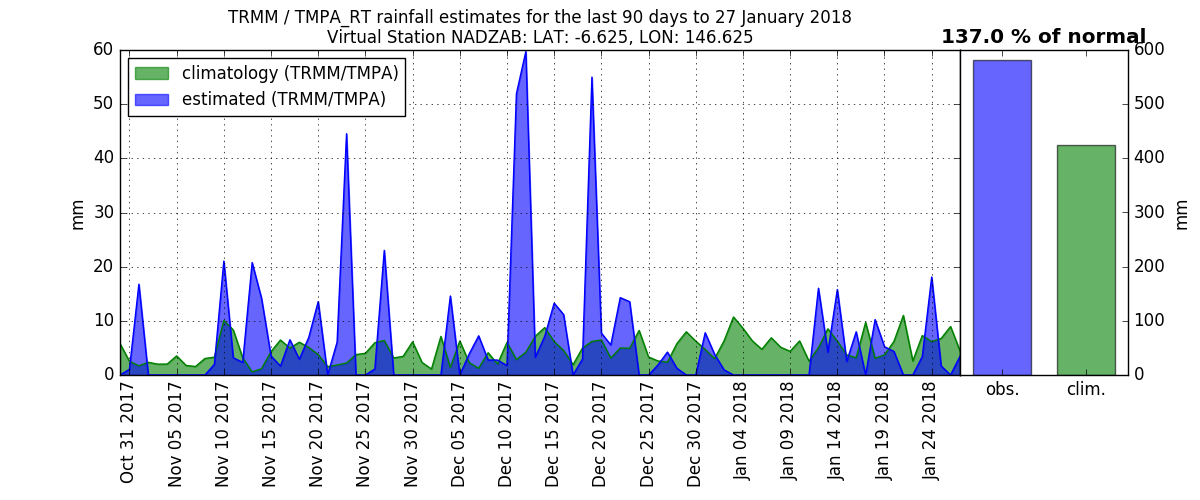 TRMM / TMPA_RT rainfall estimates for the last 90 days to 27 January 2018
Virtual Station NADZAB: LAT: -6.625, LON: 146.625
137.0 % of normal
climatology (TRMM/TMPA)
estimated (TRMM/TMPA)
60
50
40
30
20
10
0
mm
Oct 31 2017
Nov 05 2017
Nov 10 2017
Nov 15 2017
Nov 20 2017
Nov 25 2017
Nov 30 2017
Dec 05 2017
Dec 10 2017
Dec 15 2017
Dec 20 2017
Dec 25 2017
Dec 30 2017
Jan 04 2018
Jan 09 2018
Jan 14 2018
Jan 19 2018
Jan 24 2018
obs.
clim.
600
500
400
300
200
100
0
mm